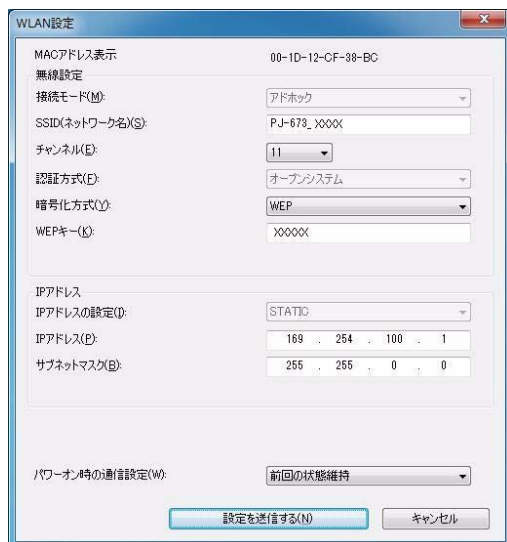 WLAN設定
MACアドレス表示 00-1D-12-CF-38-BC
無線設定
接続モード(M): アドホック
SSID(ネットワーク名)(S): PJ-673_XXXX
チャンネル(E): 11
認証方式(F): オープンシステム
暗号化方式(Y): WEP
WEPキー(K): XXXXX
IPアドレス
IPアドレスの設定(I): STATIC
IPアドレス(P): 169 . 254 . 100 . 1
サブネットマスク(B): 255 . 255 . 0 . 0
パワーオン時の通信設定(W): 前回の状態維持
設定を送信する(N) キャンセル